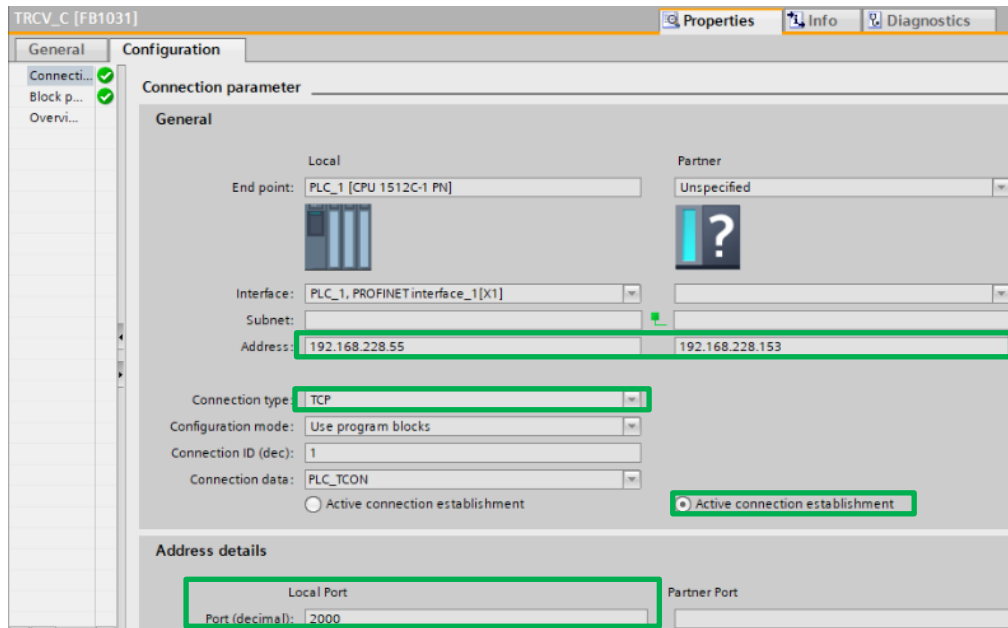 TRCV_C [FB1031]
Properties Info Diagnostics
General Configuration
Connecti...
Block p...
Overvi...
Connection parameter
General
Local Partner
End point: PLC_1 [CPU 1512C-1 PN] Unspecified
?
Interface: PLC_1, PROFINET interface_1[X1]
Subnet:
Address: 192.168.228.55 192.168.228.153
Connection type: TCP
Configuration mode: Use program blocks
Connection ID (dec): 1
Connection data: PLC_TCON
Active connection establishment Active connection establishment
Address details
Local Port Partner Port
Port (decimal): 2000